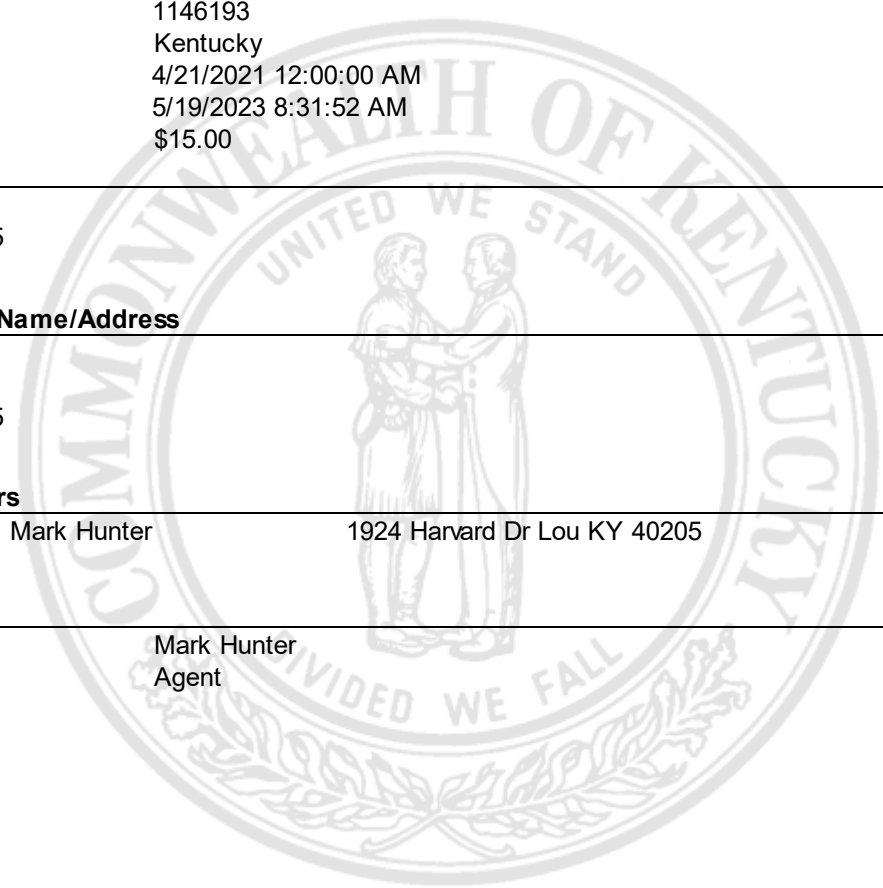 1146193
Kentucky
4/21/2021 12:00:00 AM
5/19/2023 8:31:52 AM
$15.00
5
Name/Address
5
rs
Mark Hunter 1924 Harvard Dr Lou KY 40205
Mark Hunter
Agent
COMMONWEALTH OF KENTUCKY
UNITED WE STAND
DIVIDED WE FALL